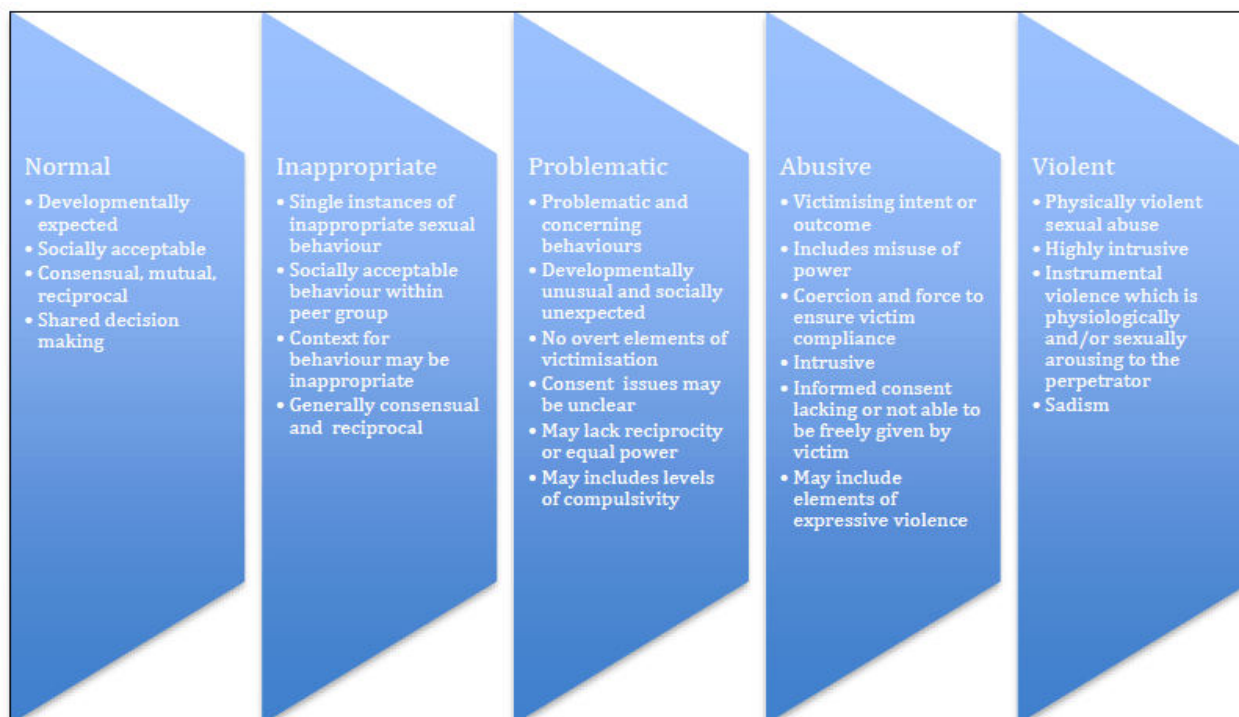 Normal
• Developmentally
expected
• Socially acceptable
• Consensual, mutual,
reciprocal
• Shared decision
making
Inappropriate
• Single instances of
inappropriate sexual
behaviour
• Socially acceptable
behaviour within
peer group
• Context for
behaviour may be
inappropriate
• Generally consensual
and reciprocal
Problematic
• Problematic and
concerning
behaviours
• Developmentally
unusual and socially
unexpected
• No overt elements of
victimisation
• Consent issues may
be unclear
• May lack reciprocity
or equal power
• May includes levels
of compulsivity
Abusive
• Victimising intent or
outcome
• Includes misuse of
power
• Coercion and force to
ensure victim
compliance
• Intrusive
• Informed consent
lacking or not able to
be freely given by
victim
• May include
elements of
expressive violence
Violent
• Physically violent
sexual abuse
• Highly intrusive
• Instrumental
violence which is
physiologically
and/or sexually
arousing to the
perpetrator
• Sadism